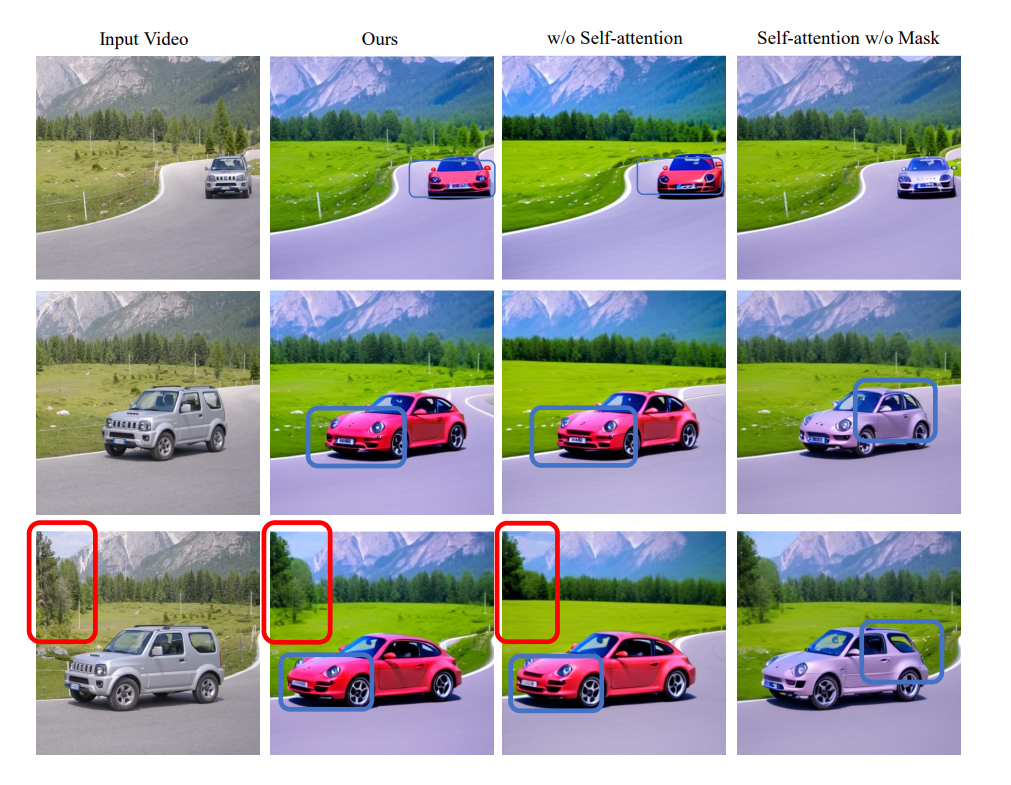 Input Video
Ours
w/o Self-attention
Self-attention w/o Mask